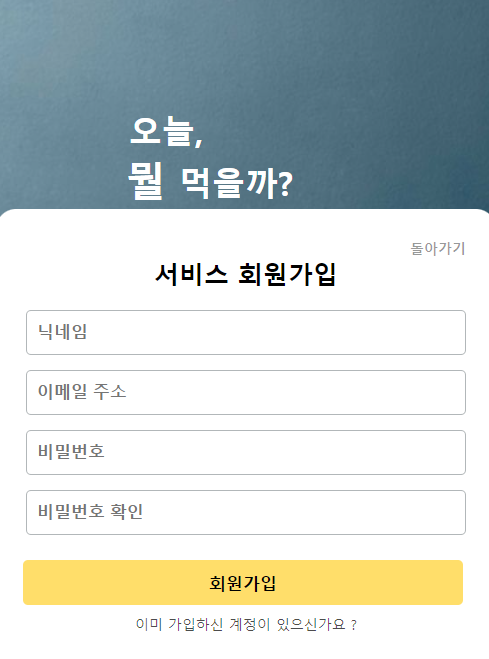 오늘,
뭘 먹을까?
돌아가기
서비스 회원가입
닉네임
이메일 주소
비밀번호
비밀번호 확인
회원가입
이미 가입하신 계정이 있으신가요 ?